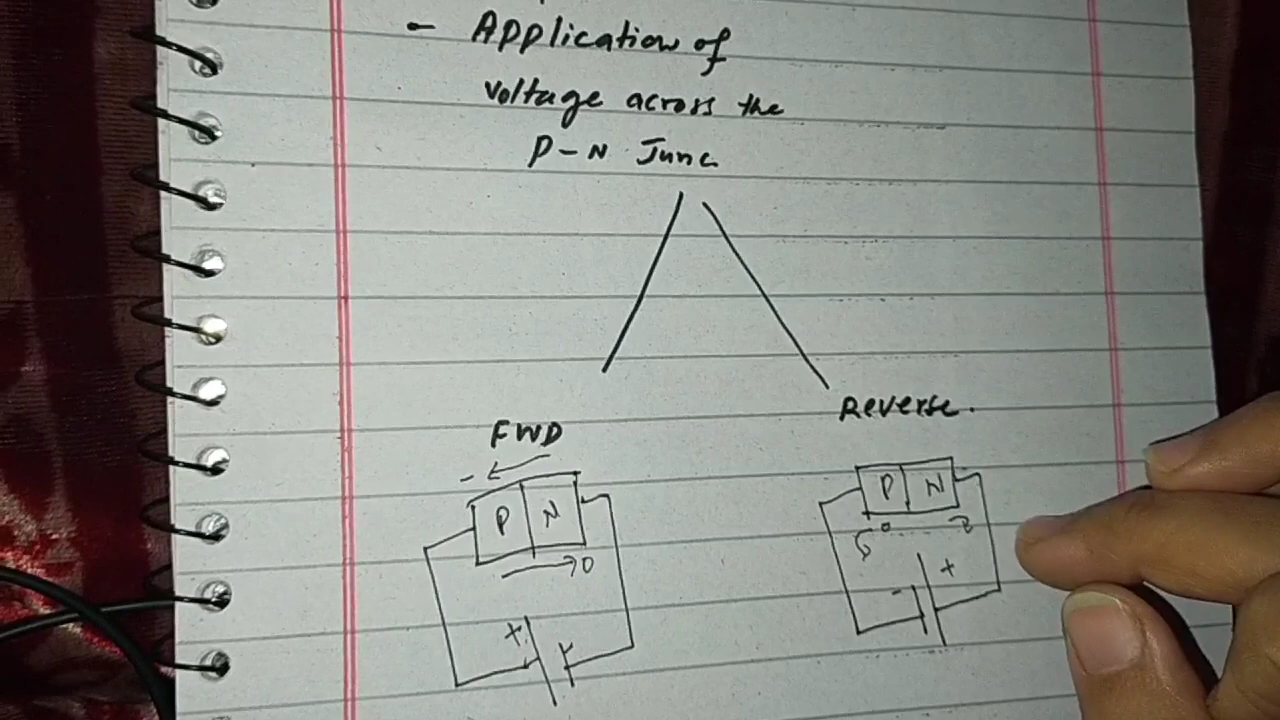 - Application of
voltage across the
P-N Junc
Reverse.
FWD
P N
-
P N
o
o
+
-
+